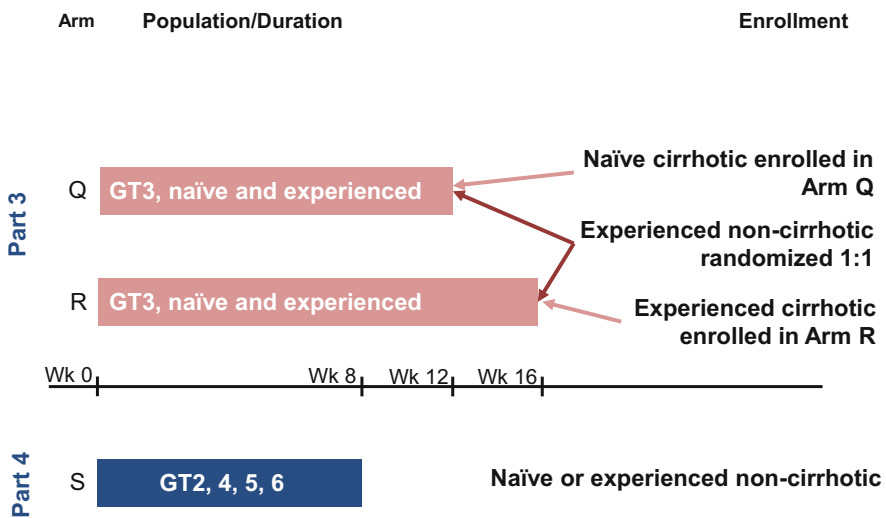 Arm Population/Duration Enrollment
Part 3
Q GT3, naïve and experienced
Naïve cirrhotic enrolled in
Arm Q
Experienced non-cirrhotic
randomized 1:1
R GT3, naïve and experienced
Experienced cirrhotic
enrolled in Arm R
Wk 0 Wk 8 Wk 12 Wk 16
Part 4
S GT2, 4, 5, 6 Naïve or experienced non-cirrhotic